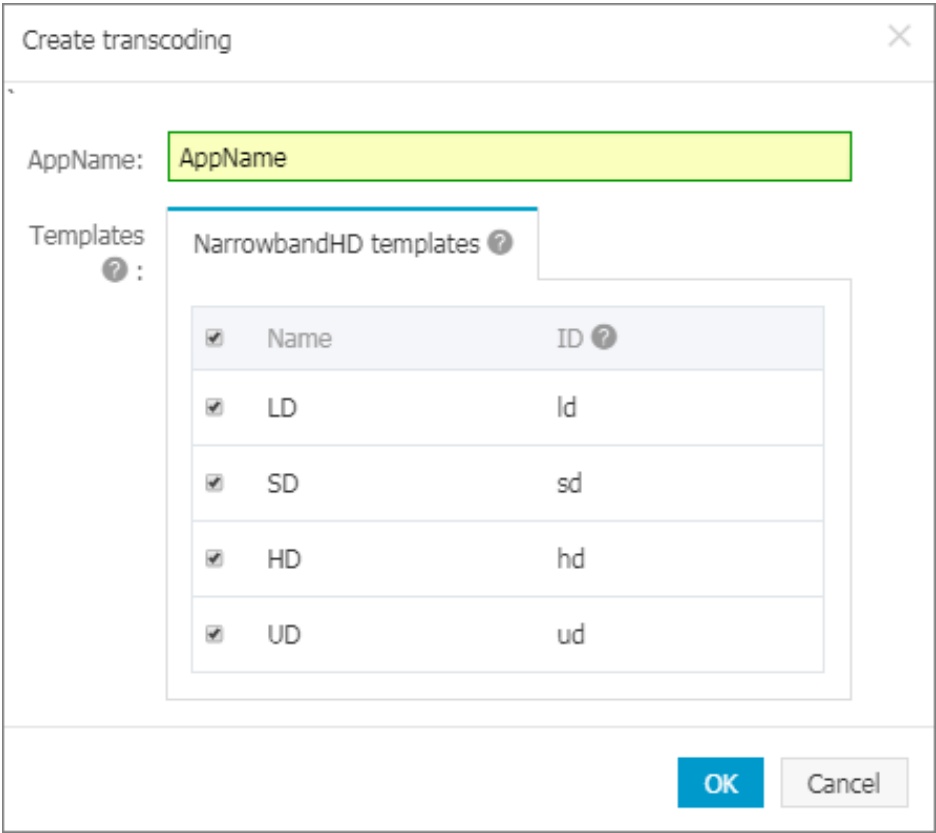 Create transcoding
`
AppName: AppName
Templates
? :
NarrowbandHD templates ?
Name ID ?
LD ld
SD sd
HD hd
UD ud
OK Cancel